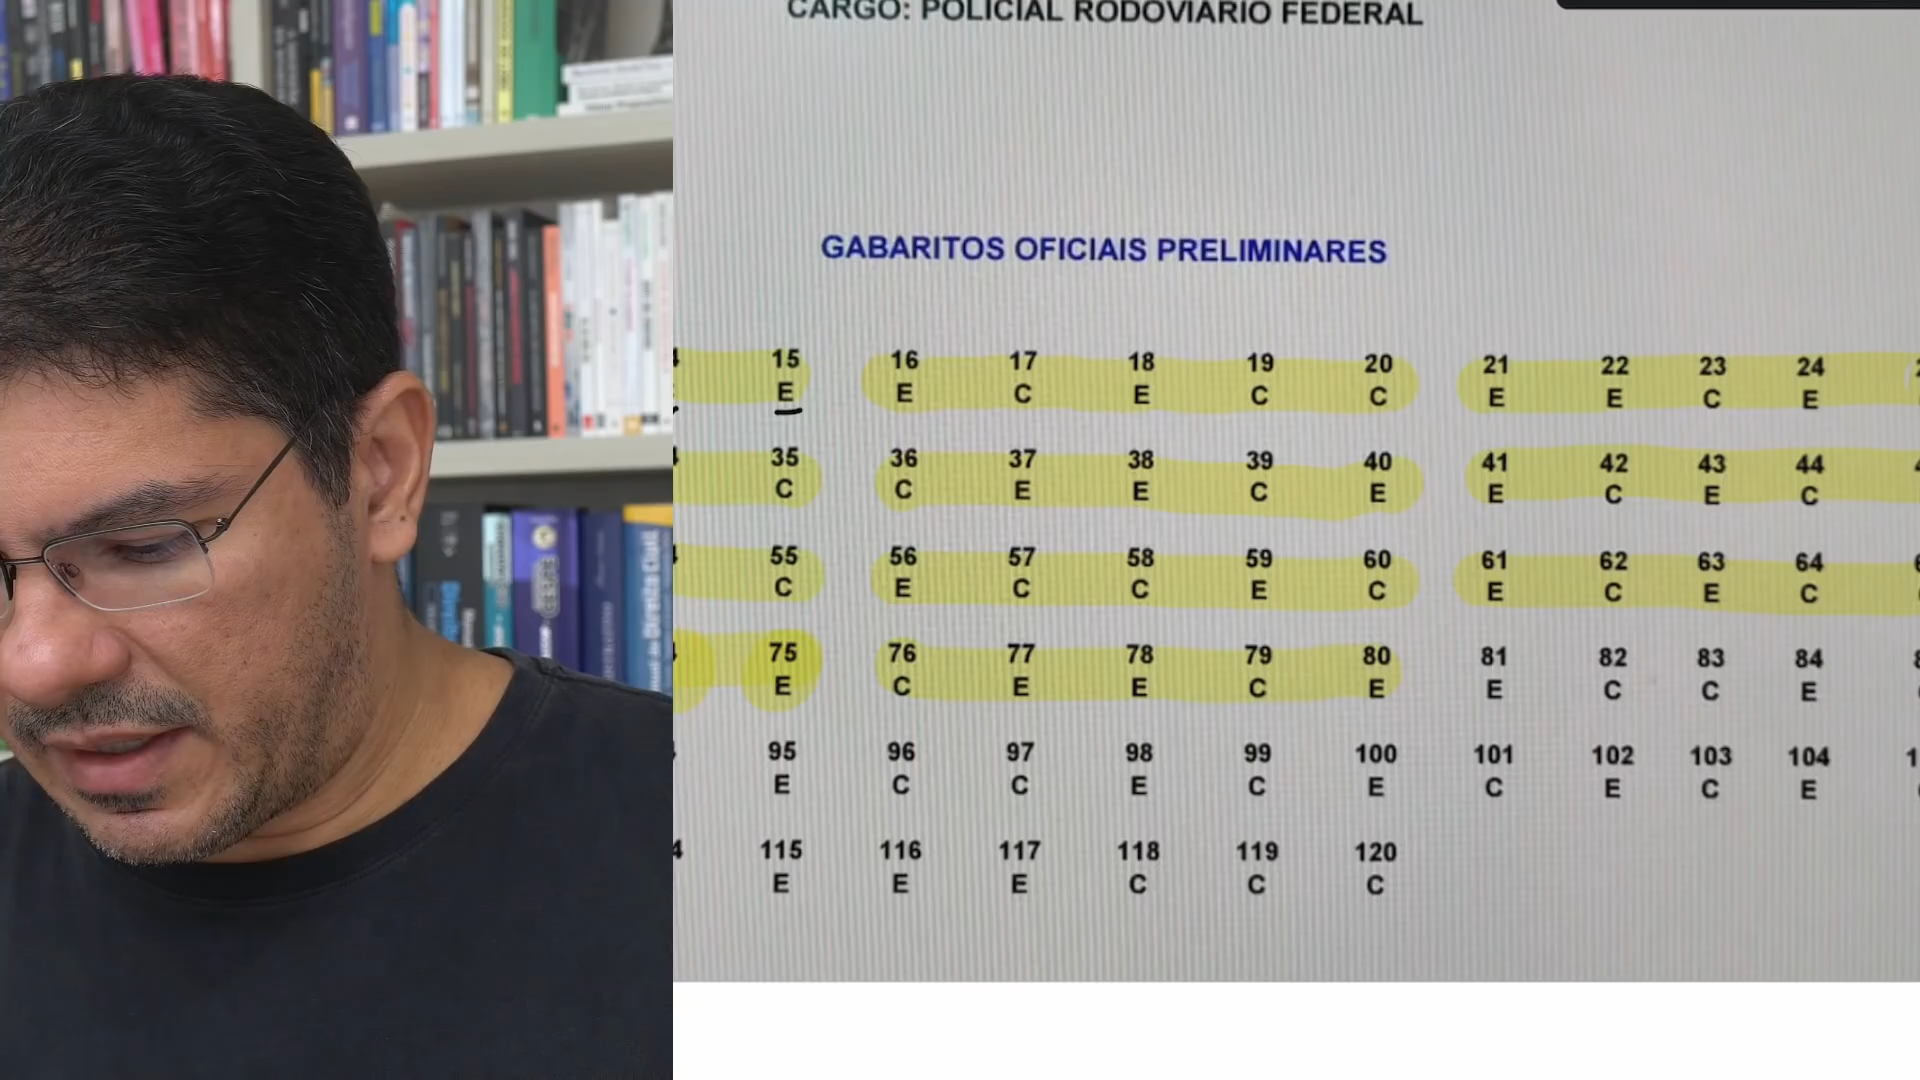 CARGO: POLICIAL RODOVIÁRIO FEDERAL
GABARITOS OFICIAIS PRELIMINARES
15 16 17 18 19 20 21 22 23 24
E E C E C C E E C E
35 36 37 38 39 40 41 42 43 44
C C E E C E E C E C
55 56 57 58 59 60 61 62 63 64
C E C C E C E C E C
75 76 77 78 79 80 81 82 83 84
E C E E C E E C C E
95 96 97 98 99 100 101 102 103 104
E C C E C E C E C E
115 116 117 118 119 120
E E E C C C